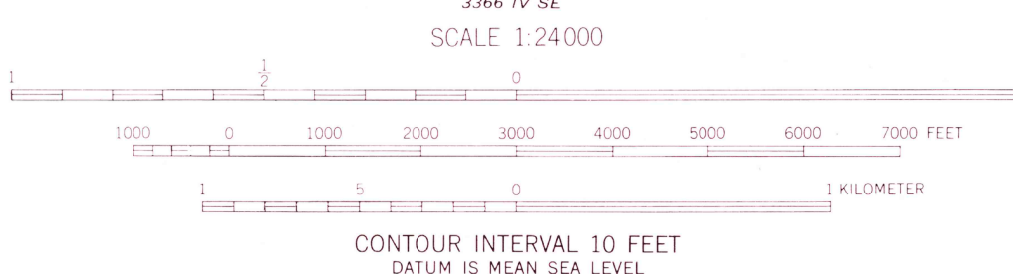 3366 IV SE
SCALE 1:24000
1 1/2 0
1000 0 1000 2000 3000 4000 5000 6000 7000 FEET
1 5 0 1 KILOMETER
CONTOUR INTERVAL 10 FEET
DATUM IS MEAN SEA LEVEL